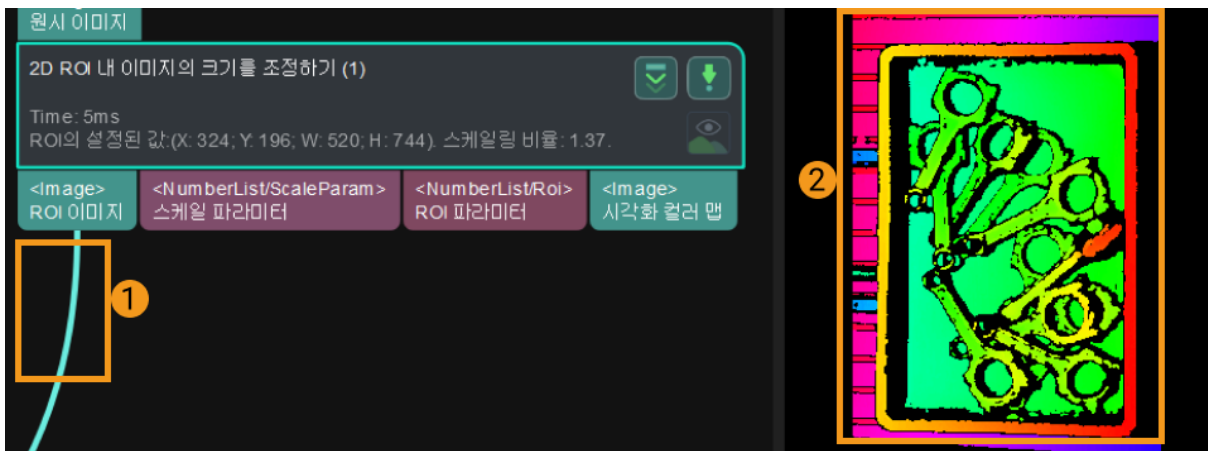 원시 이미지
2D ROI 내 이미지의 크기를 조정하기 (1)
Time: 5ms
ROI의 설정된 값:(X: 324; Y: 196; W: 520; H: 744). 스케일링 비율: 1.37.
<Image>
ROI 이미지
<NumberList/ScaleParam>
스케일 파라미터
<NumberList/Roi>
ROI 파라미터
<Image>
시각화 컬러 맵
1
2